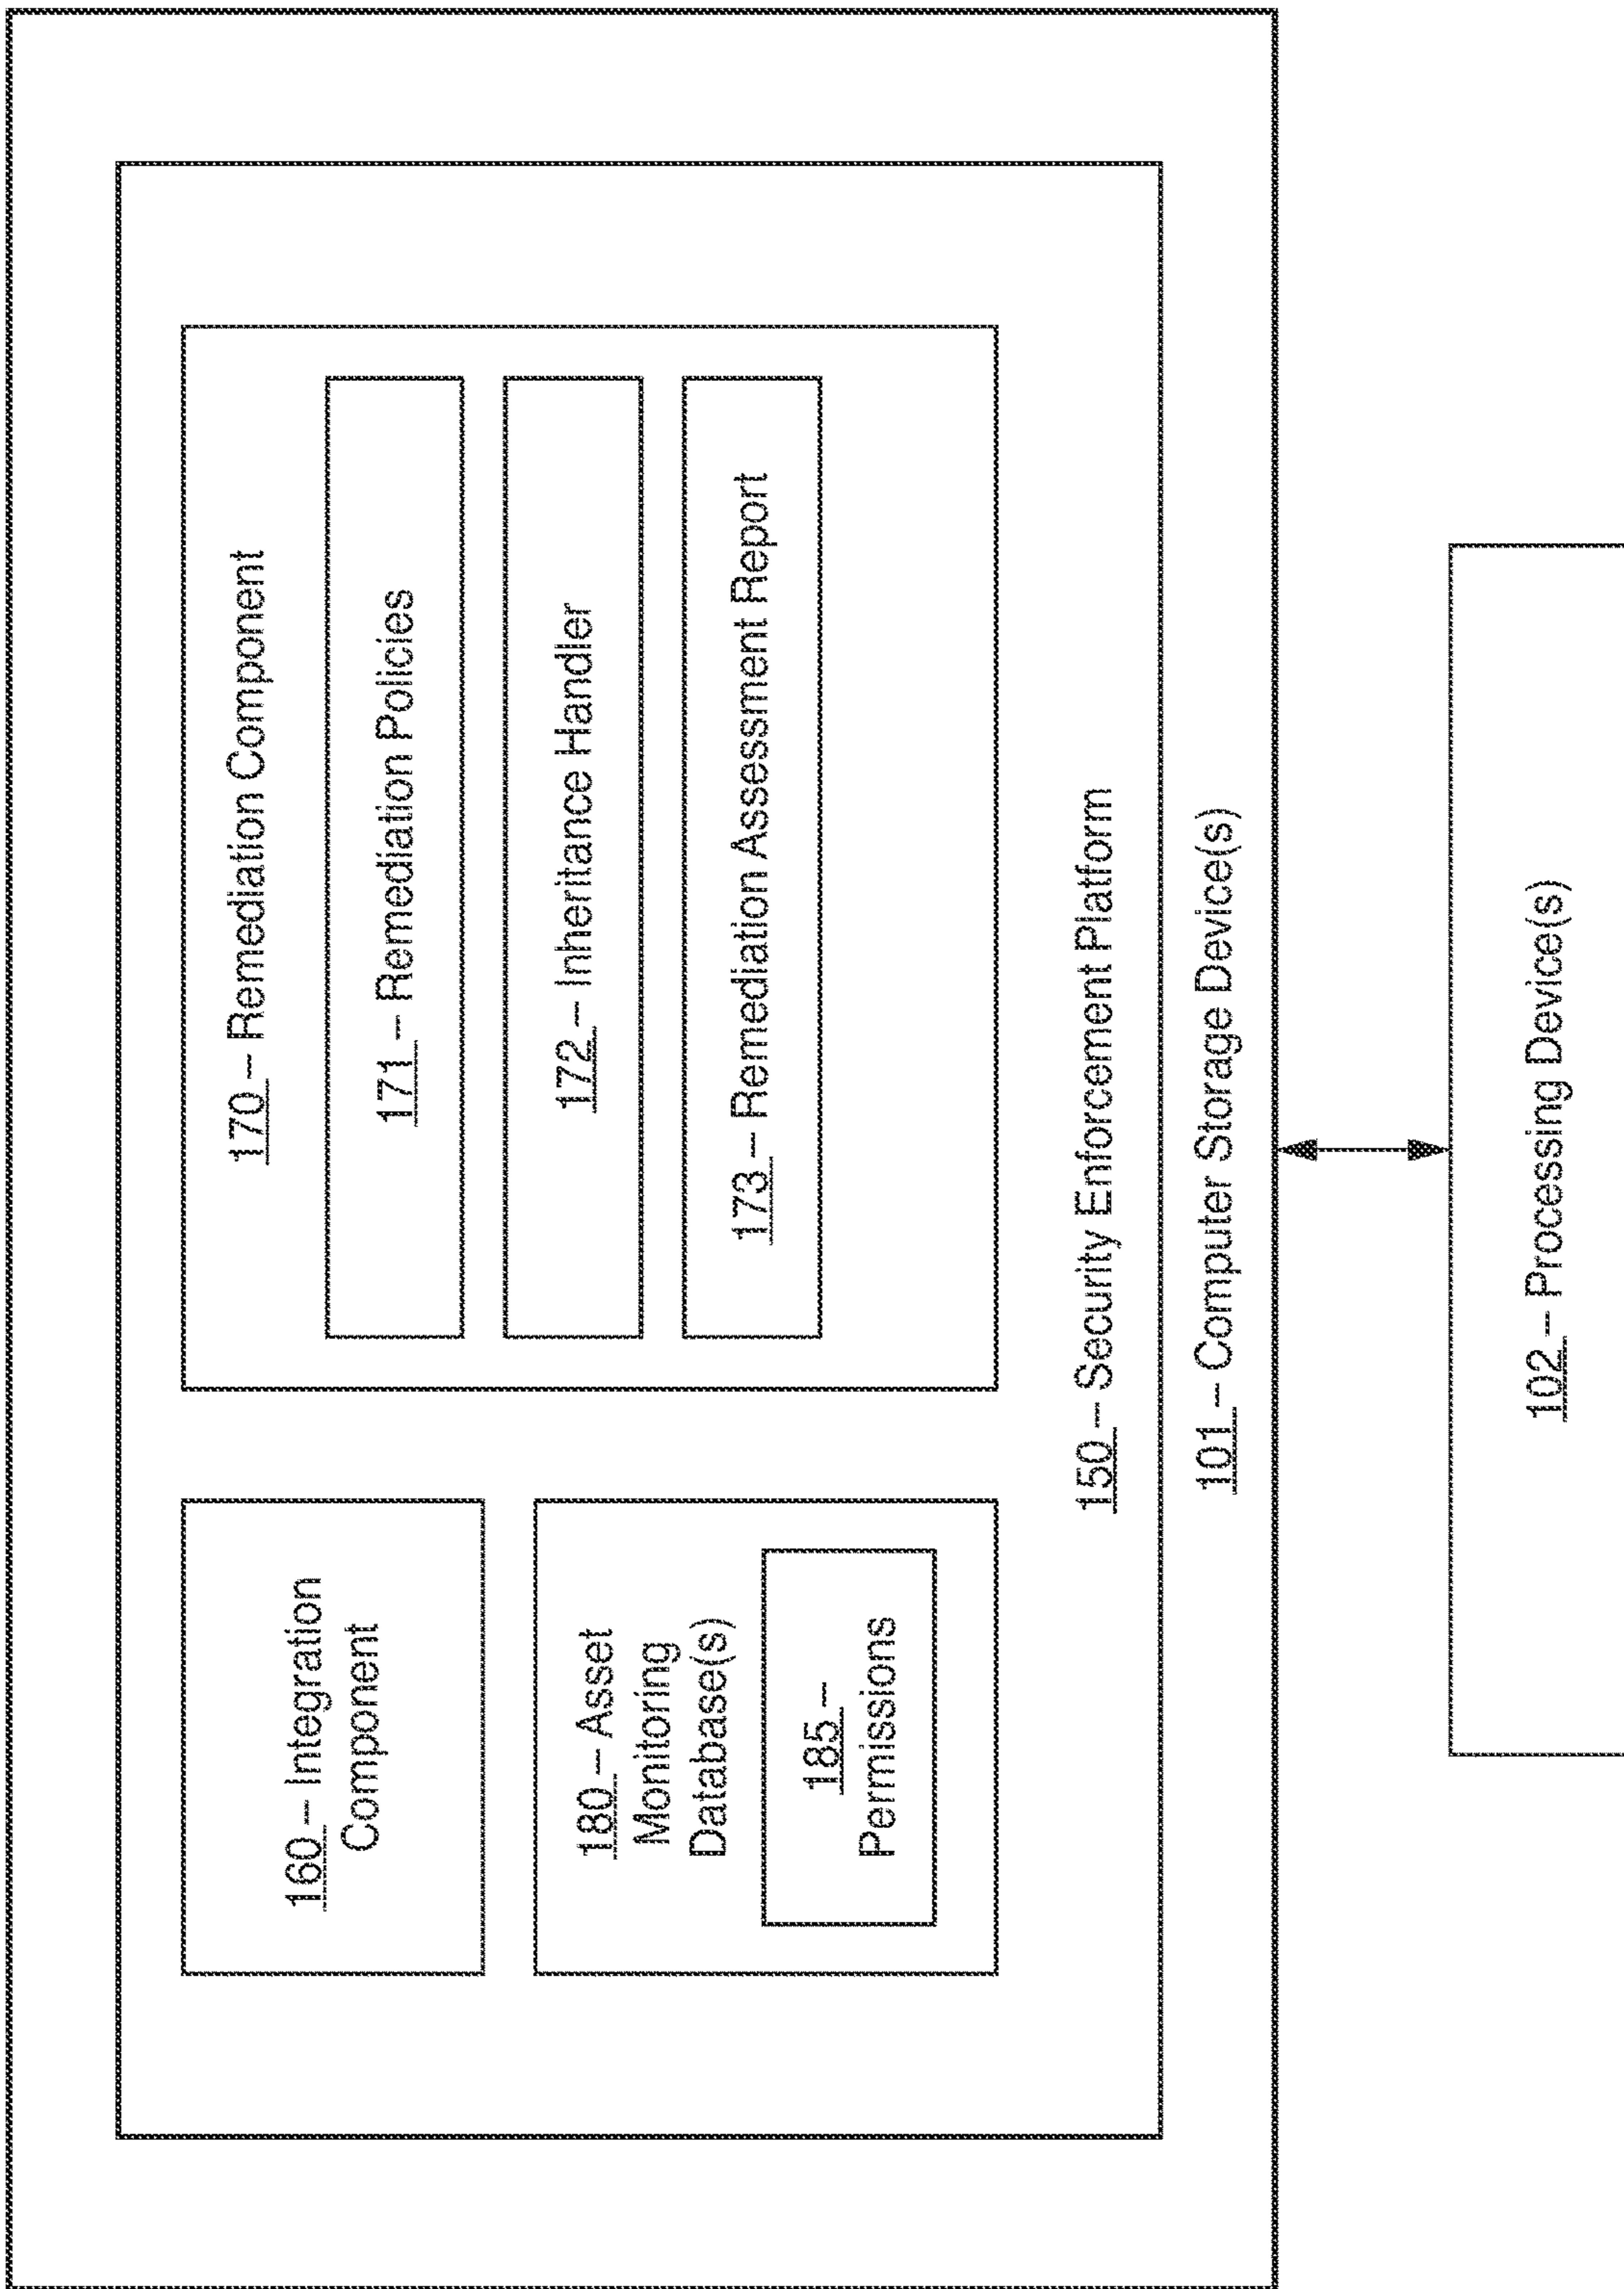 160 – Integration
Component
180 – Asset
Monitoring
Database(s)
185 –
Permissions
170 – Remediation Component
171 – Remediation Policies
172 – Inheritance Handler
173 – Remediation Assessment Report
150 – Security Enforcement Platform
101 – Computer Storage Device(s)
102 – Processing Device(s)